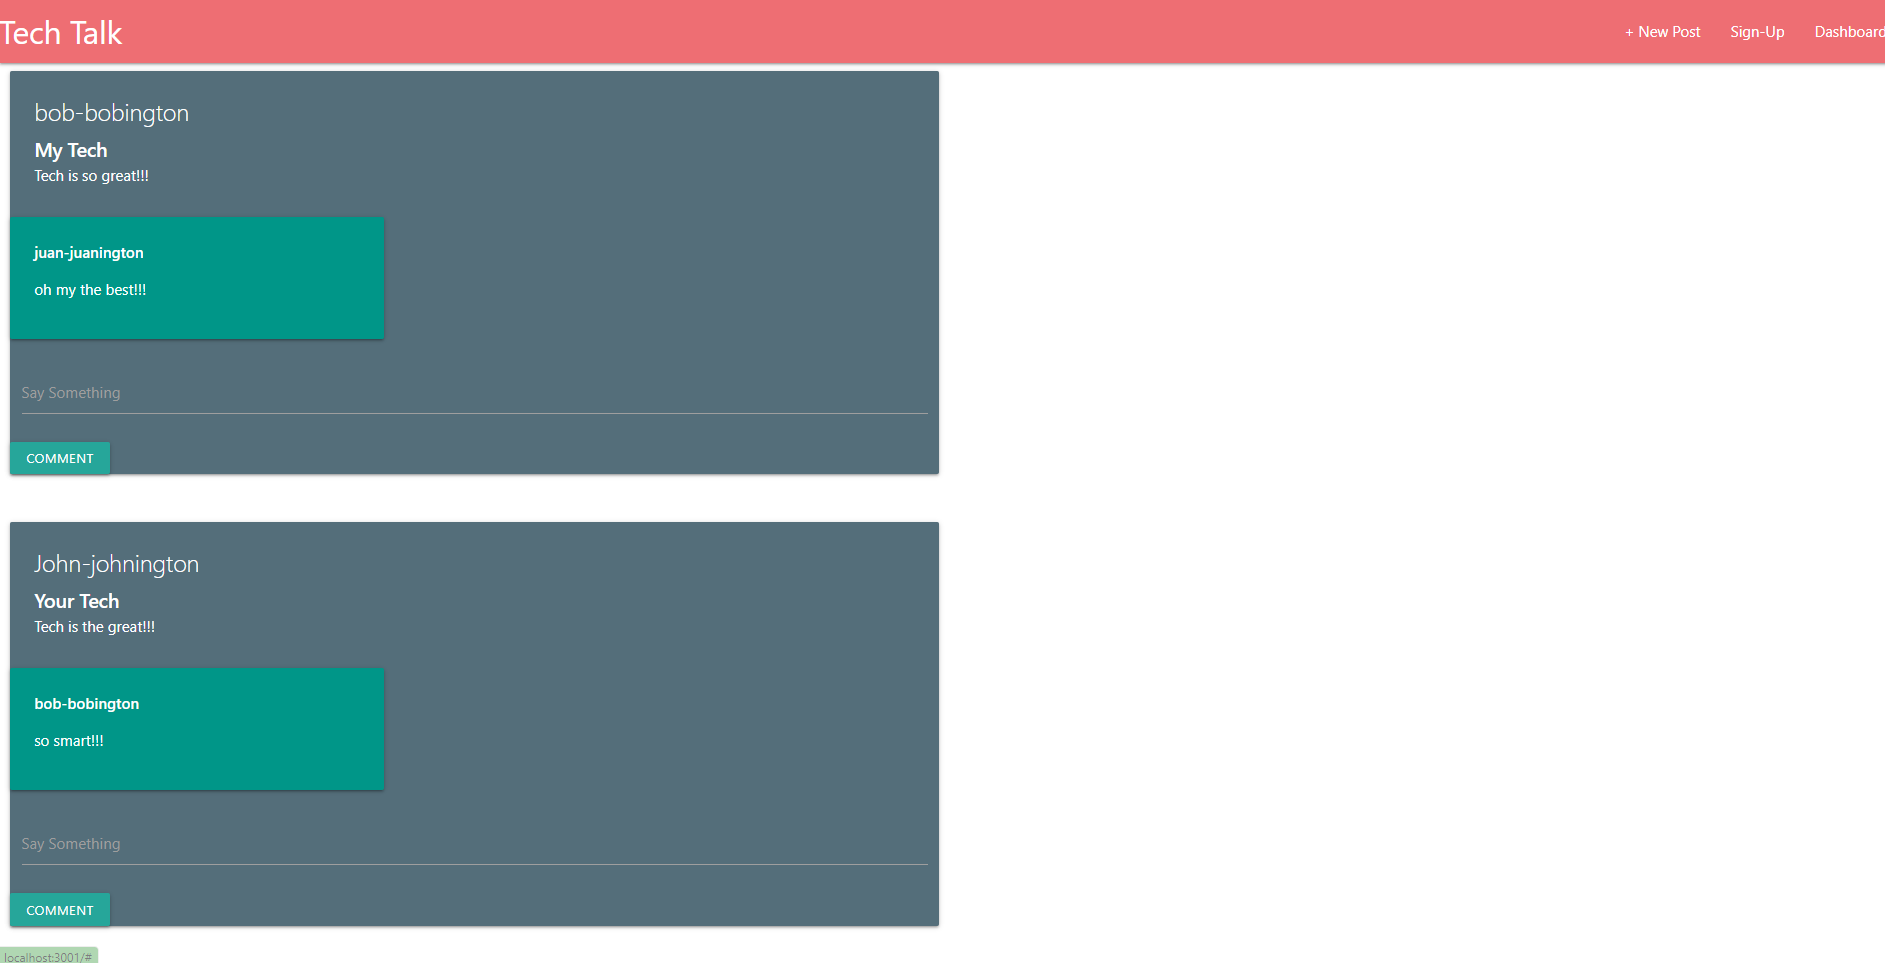 Tech Talk
+ New Post Sign-Up Dashboard
bob-bobington
My Tech
Tech is so great!!!
juan-juanington
oh my the best!!!
Say Something
COMMENT
John-johnington
Your Tech
Tech is the great!!!
bob-bobington
so smart!!!
Say Something
COMMENT
localhost:3001/#